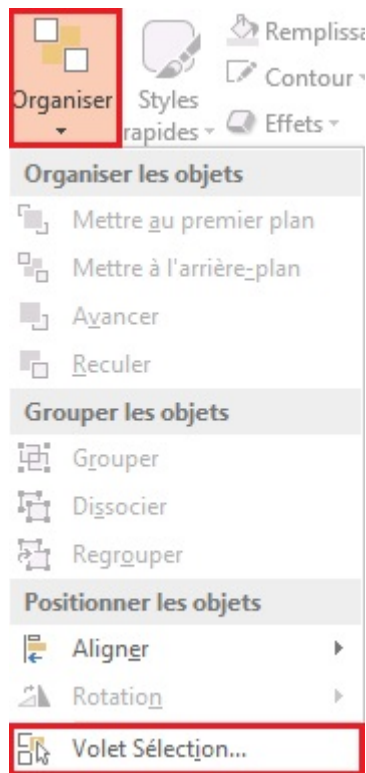 Remplissa
Contour
Organiser
Styles
rapides
Effets
Organiser les objets
Mettre au premier plan
Mettre à l'arrière-plan
Avancer
Reculer
Grouper les objets
Grouper
Dissocier
Regrouper
Positionner les objets
Aligner
Rotation
Volet Sélection...